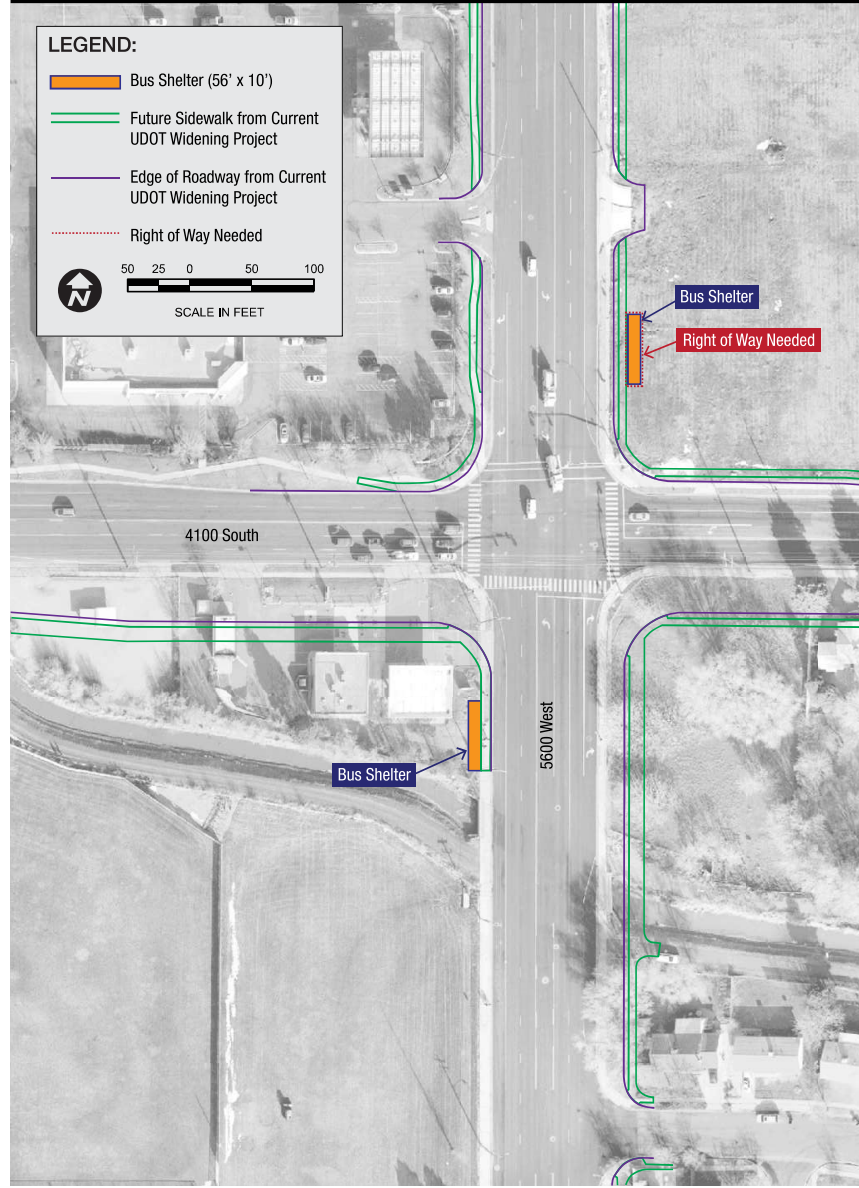 LEGEND:
Bus Shelter (56’ x 10’)
Future Sidewalk from Current
UDOT Widening Project
Edge of Roadway from Current
UDOT Widening Project
Right of Way Needed
50 25 0 50 100
N
SCALE IN FEET
Bus Shelter
Right of Way Needed
4100 South
5600 West
Bus Shelter